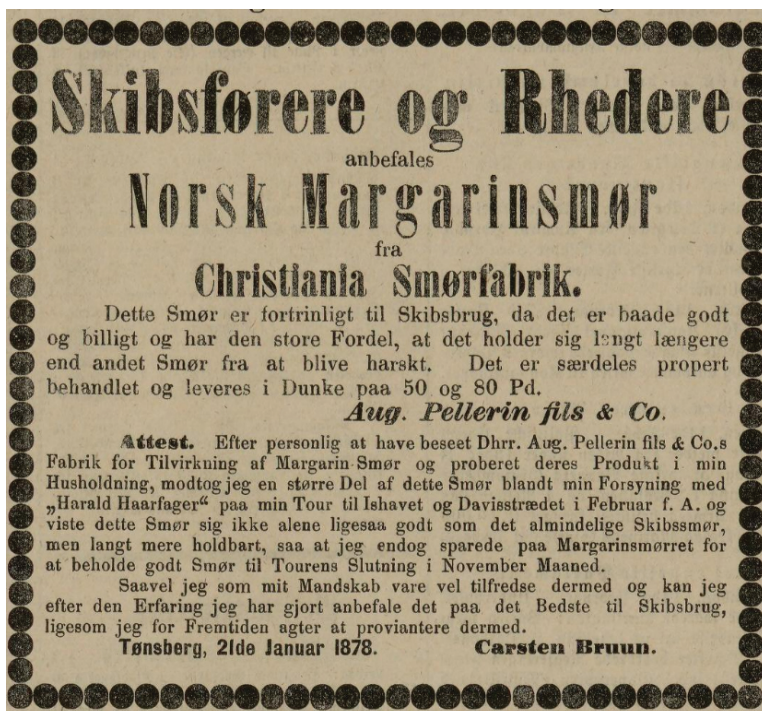 Skibsførere og Rhedere
anbefales
Norsk Margarinsmør
fra
Christiania Smørfabrik.
Dette Smør er fortrinligt til Skibsbrug, da det er baade godt
og billigt og har den store Fordel, at det holder sig langt længere
end andet Smør fra at blive harskt. Det er særdeles propert
behandlet og leveres i Dunke paa 50 og 80 Pd.
Aug. Pellerin fils & Co.
Attest. Efter personlig at have beseet Dhrr. Aug. Pellerin fils & Co.s
Fabrik for Tilvirkning af Margarin-Smør og proberet deres Produkt i min
Husholdning, modtog jeg en større Del af dette Smør blandt min Forsyning med
„Harald Haarfager“ paa min Tour til Ishavet og Davisstrædet i Februar f. A. og
viste dette Smør sig ikke alene ligesaa godt som det almindelige Skibssmør,
men langt mere holdbart, saa at jeg endog sparede paa Margarinsmørret for
at beholde godt Smør til Tourens Slutning i November Maaned.
Saavel jeg som mit Mandskab vare vel tilfredse dermed og kan jeg
efter den Erfaring jeg har gjort anbefale det paa det Bedste til Skibsbrug,
ligesom jeg for Fremtiden agter at proviantere dermed.
Tønsberg, 21de Januar 1878. Carsten Bruun.